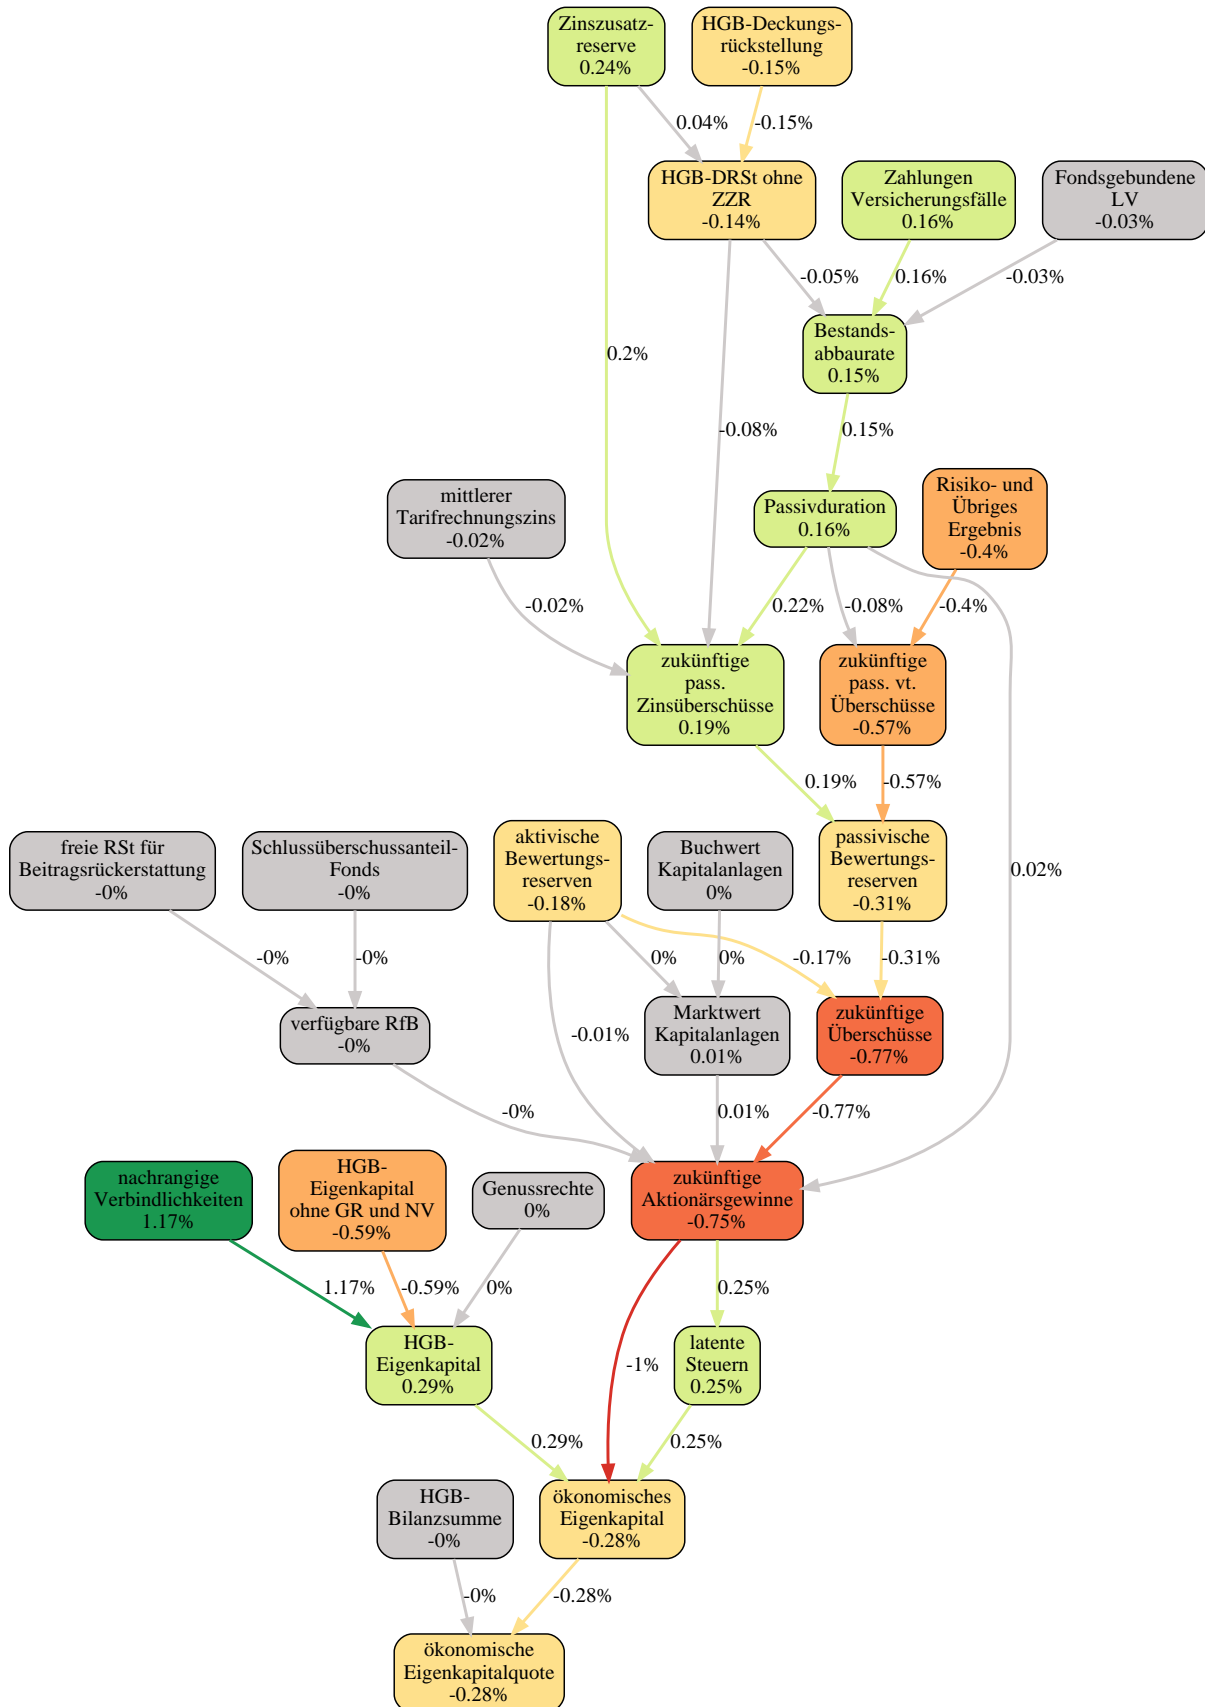 Zinszusatz-
reserve
0.24%
HGB-Deckungs-
rückstellung
-0.15%
0.04%
-0.15%
HGB-DRSt ohne
ZZR
-0.14%
Zahlungen
Versicherungsfälle
0.16%
Fondsgebundene
LV
-0.03%
-0.05%
0.16%
-0.03%
Bestands-
abbaurate
0.15%
0.2%
-0.08%
0.15%
mittlerer
Tarifrechnungszins
-0.02%
Passivduration
0.16%
Risiko- und
Übriges
Ergebnis
-0.4%
-0.02%
0.22%
-0.08%
-0.4%
zukünftige
pass.
Zinsüberschüsse
0.19%
zukünftige
pass. vt.
Überschüsse
-0.57%
0.19%
-0.57%
freie RSt für
Beitragsrückerstattung
-0%
Schlussüberschussanteil-
Fonds
-0%
aktivische
Bewertungs-
reserven
-0.18%
Buchwert
Kapitalanlagen
0%
passivische
Bewertungs-
reserven
-0.31%
0.02%
-0%
-0%
0%
0%
-0.17%
-0.31%
verfügbare RfB
-0%
-0.01%
Marktwert
Kapitalanlagen
0.01%
zukünftige
Überschüsse
-0.77%
-0%
0.01%
-0.77%
nachrangige
Verbindlichkeiten
1.17%
HGB-
Eigenkapital
ohne GR und NV
-0.59%
Genussrechte
0%
zukünftige
Aktionärsgewinne
-0.75%
1.17%
-0.59%
0%
0.25%
HGB-
Eigenkapital
0.29%
-1%
latente
Steuern
0.25%
0.29%
0.25%
HGB-
Bilanzsumme
-0%
ökonomisches
Eigenkapital
-0.28%
-0%
-0.28%
ökonomische
Eigenkapitalquote
-0.28%